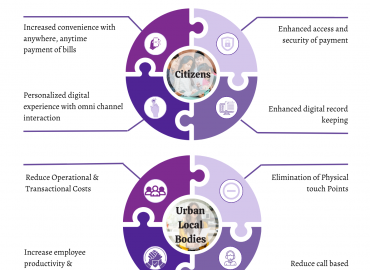 Increased convenience with
anywhere, anytime
payment of bills
Enhanced access and
security of payment
Citizens
Personalized digital
experience with omni channel
interaction
Enhanced digital record
keeping
Reduce Operational &
Transactional Costs
Elimination of Physical
touch Points
Urban
Local
Bodies
Increase employee
productivity &
Reduce call based